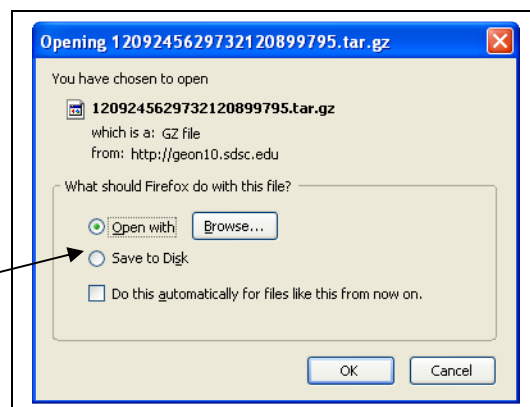 Opening 1209245629732120899795.tar.gz
You have chosen to open
1209245629732120899795.tar.gz
which is a: GZ file
from: http://geon10.sdsc.edu
What should Firefox do with this file?
Open with Browse...
Save to Disk
Do this automatically for files like this from now on.
OK Cancel